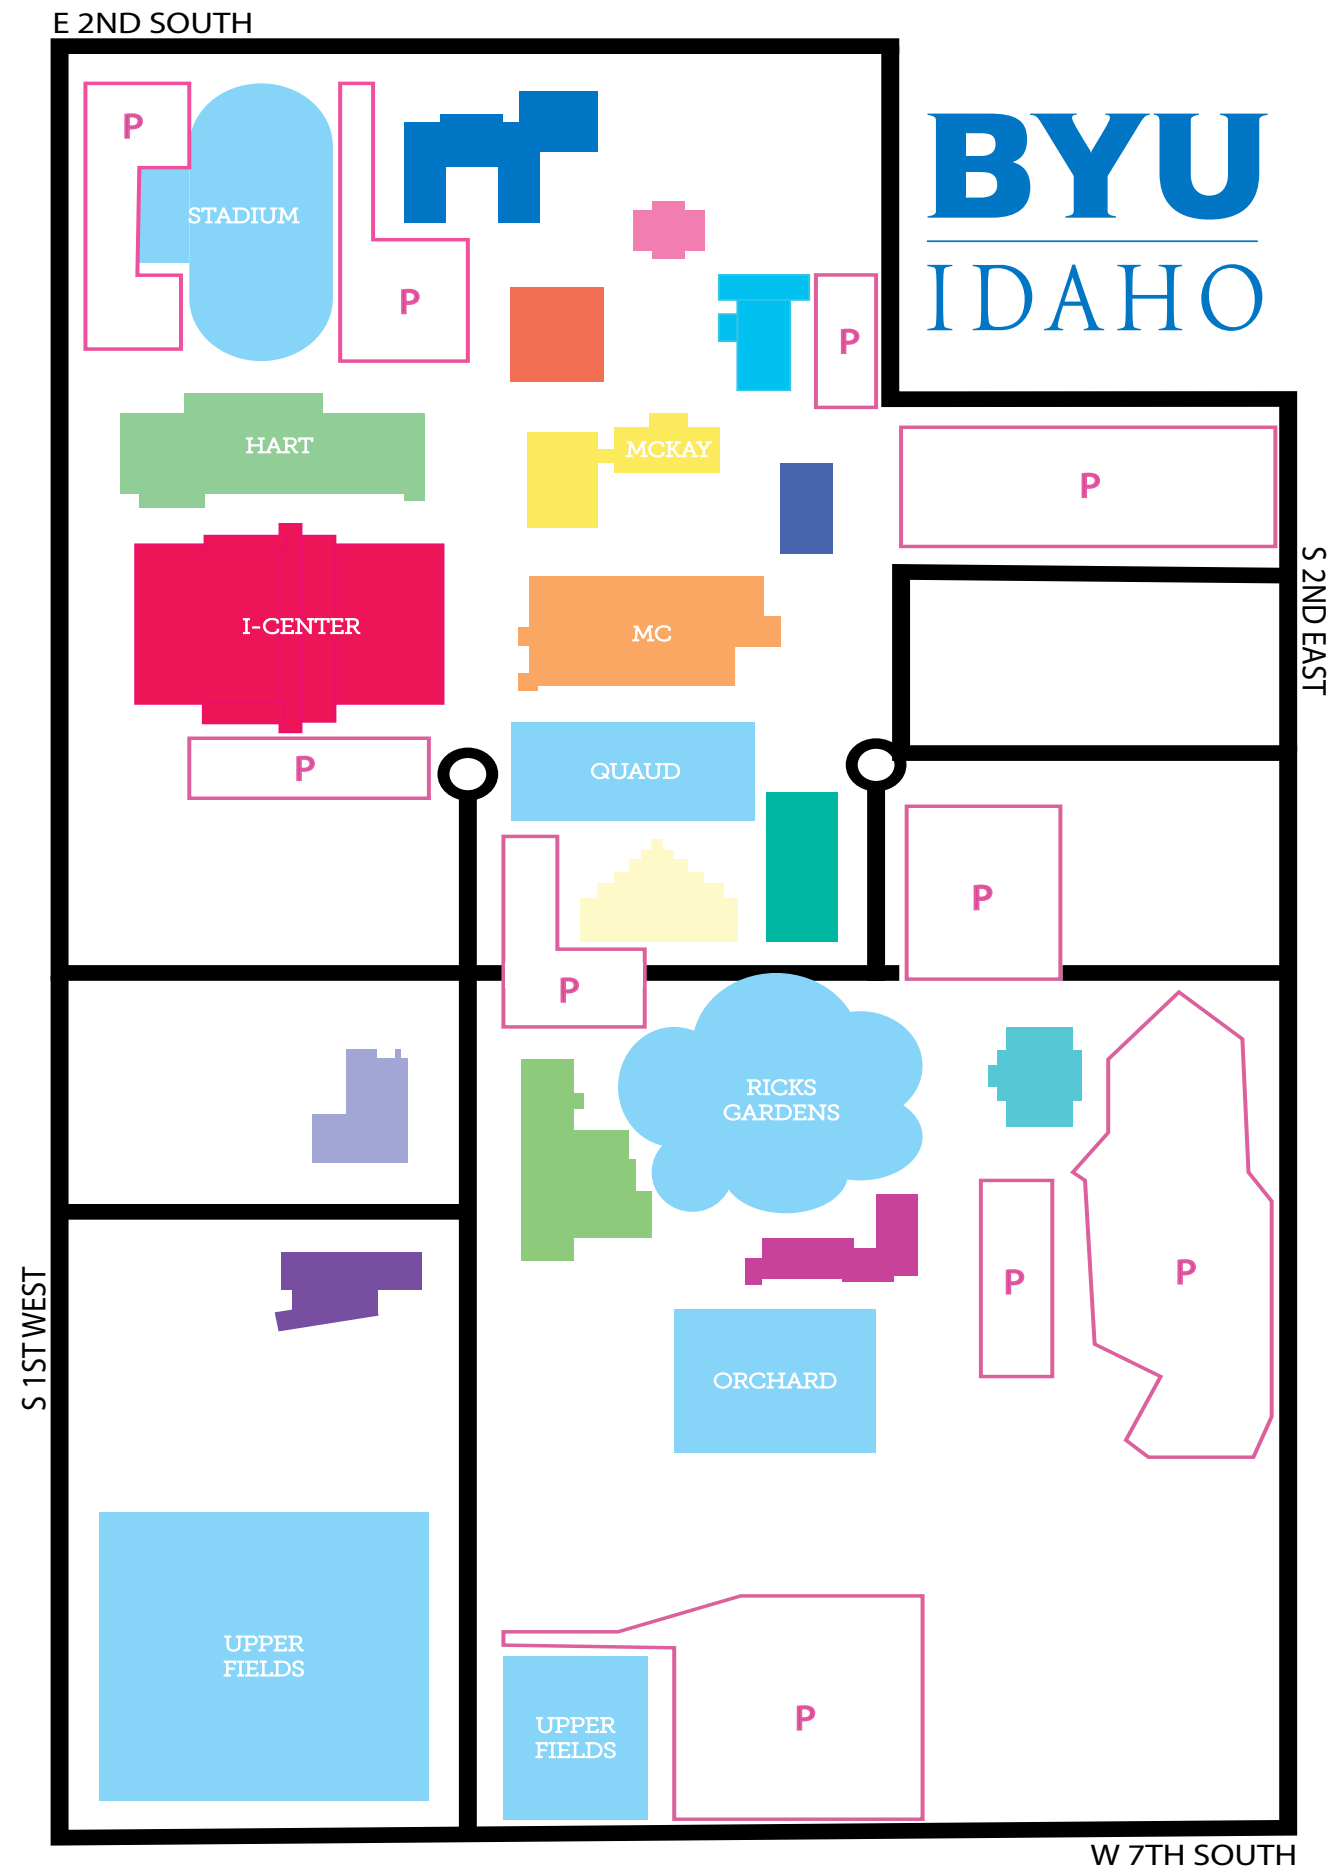 E 2ND SOUTH
BYU
IDAHO
P
STADIUM
P
P
HART
MCKAY
P
I-CENTER
MC
S 2ND EAST
P
QUAUD
P
P
RICKS
GARDENS
S 1ST WEST
P
P
ORCHARD
UPPER
FIELDS
UPPER
FIELDS
P
W 7TH SOUTH